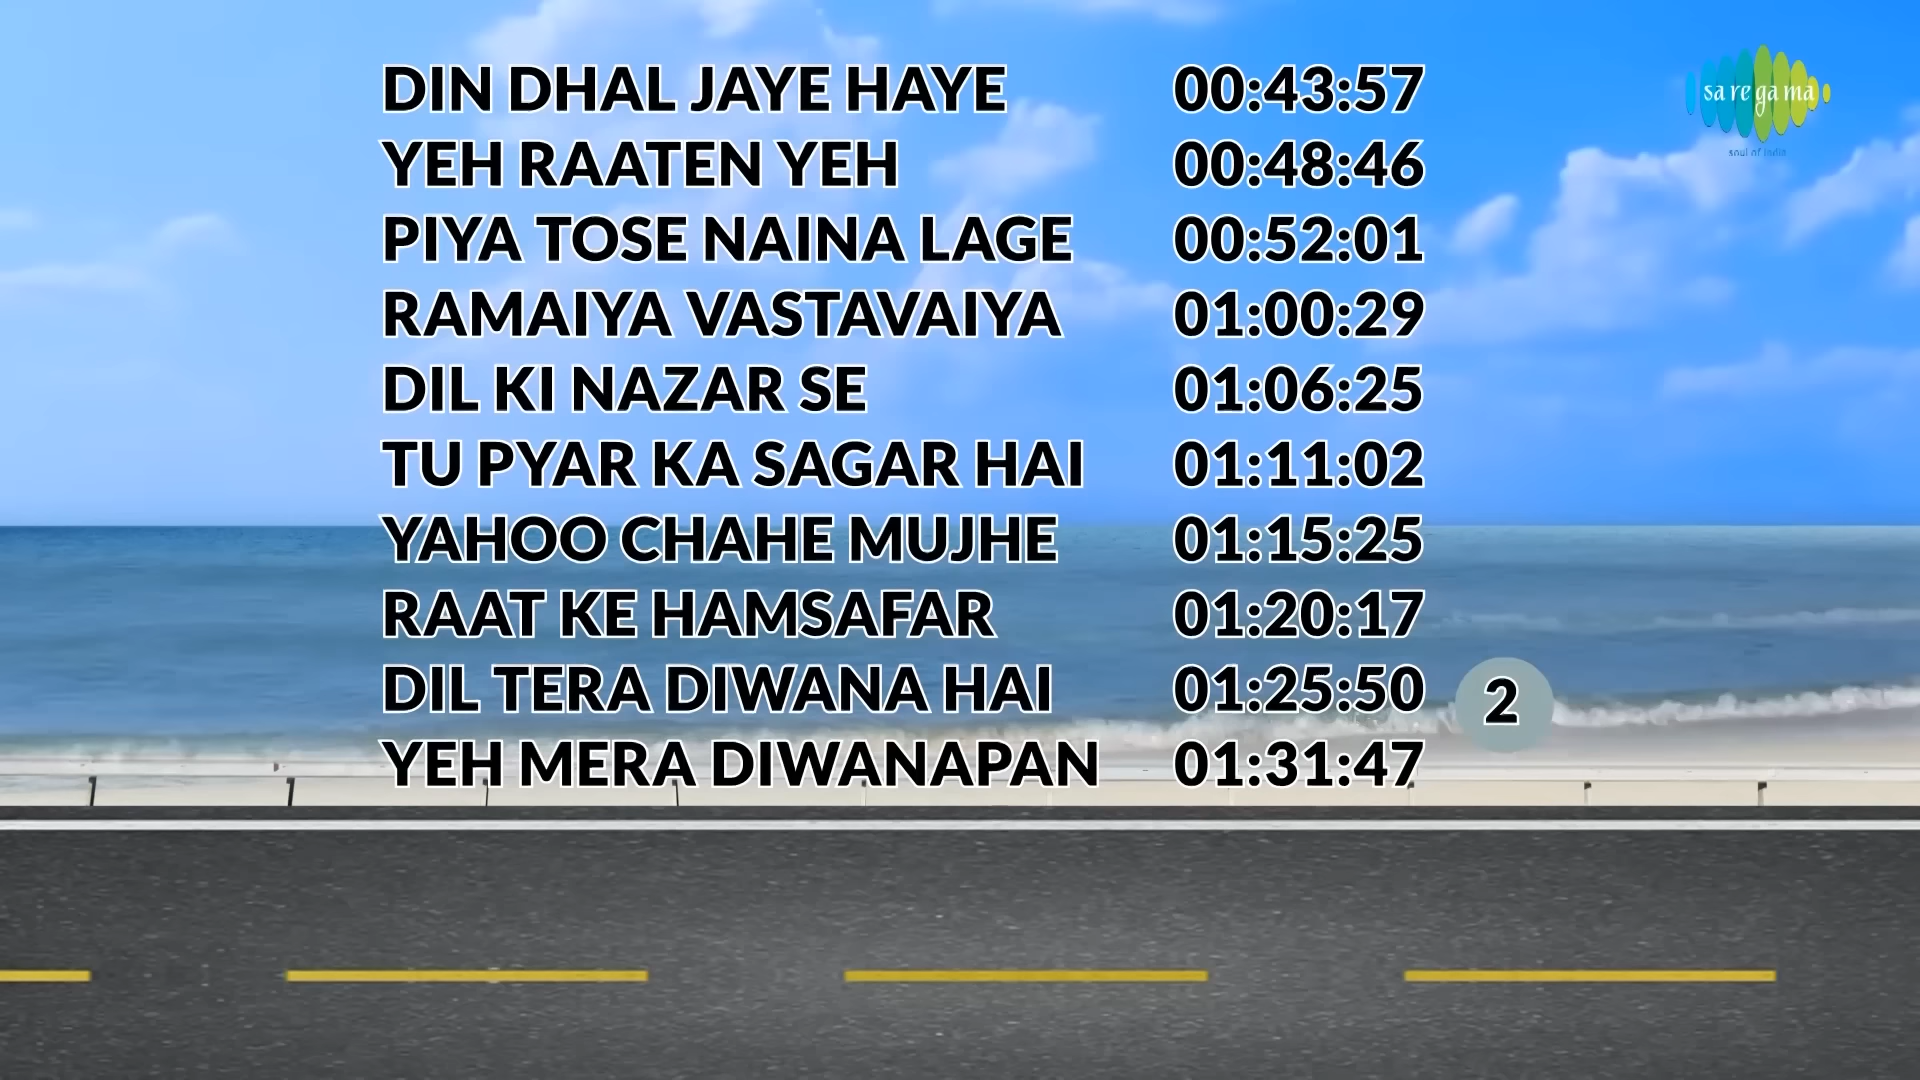 DIN DHAL JAYE HAYE 00:43:57
YEH RAATEN YEH 00:48:46
PIYA TOSE NAINA LAGE 00:52:01
RAMAIYA VASTAVAIYA 01:00:29
DIL KI NAZAR SE 01:06:25
TU PYAR KA SAGAR HAI 01:11:02
YAHOO CHAHE MUJHE 01:15:25
RAAT KE HAMSAFAR 01:20:17
DIL TERA DIWANA HAI 01:25:50
YEH MERA DIWANAPAN 01:31:47
2
sa re ga ma
soul of india